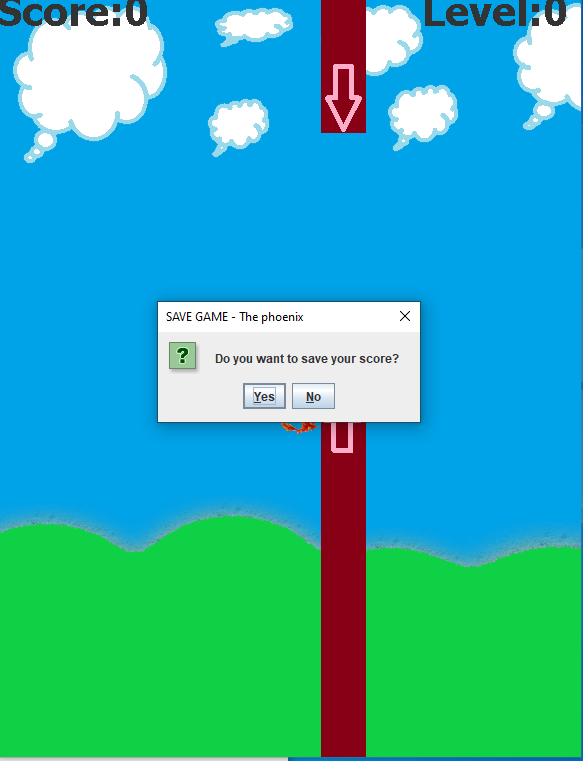 Score:0
Level:0
SAVE GAME - The phoenix
Do you want to save your score?
Yes
No